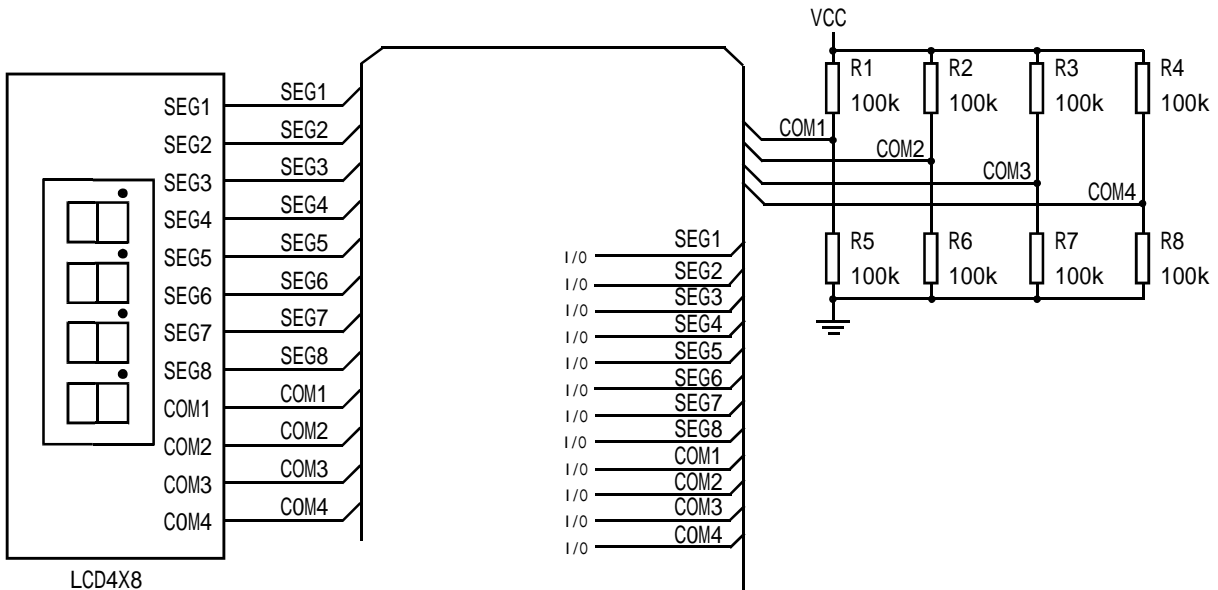 VCC
R1
100k
R2
100k
R3
100k
R4
100k
COM1
COM2
COM3
COM4
R5
100k
R6
100k
R7
100k
R8
100k
SEG1
SEG2
SEG3
SEG4
SEG5
SEG6
SEG7
SEG8
COM1
COM2
COM3
COM4
SEG1
SEG2
SEG3
SEG4
SEG5
SEG6
SEG7
SEG8
COM1
COM2
COM3
COM4
LCD4X8
I/O SEG1
I/O SEG2
I/O SEG3
I/O SEG4
I/O SEG5
I/O SEG6
I/O SEG7
I/O SEG8
I/O COM1
I/O COM2
I/O COM3
I/O COM4